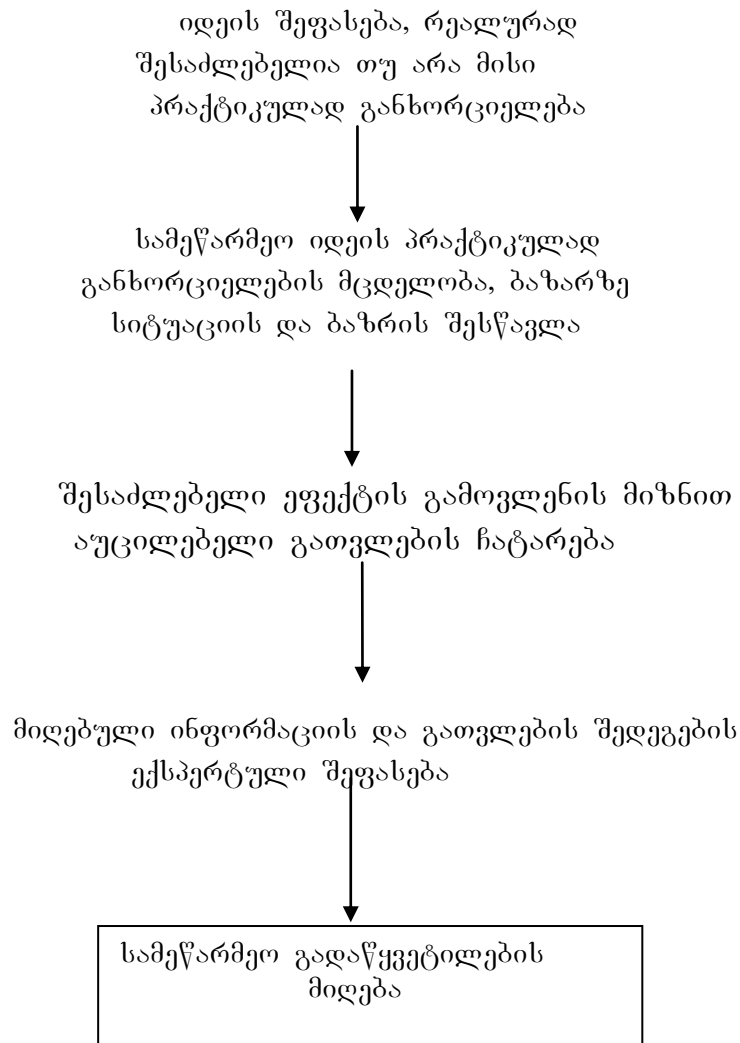 იდეის შეფასება, რეალურად
შესაძლებელია თუ არა მისი
პრაქტიკულად განხორციელება
სამეწარმეო იდეის პრაქტიკულად
განხორციელების მცდელობა, ბაზარზე
სიტუაციის და ბაზრის შესწავლა
შესაძლებელი ეფექტის გამოვლენის მიზნით
აუცილებელი გათვლების ჩატარება
მიღებული ინფორმაციის და გათვლების შედეგების
ექსპერტული შეფასება
სამეწარმეო გადაწყვეტილების
მიღება